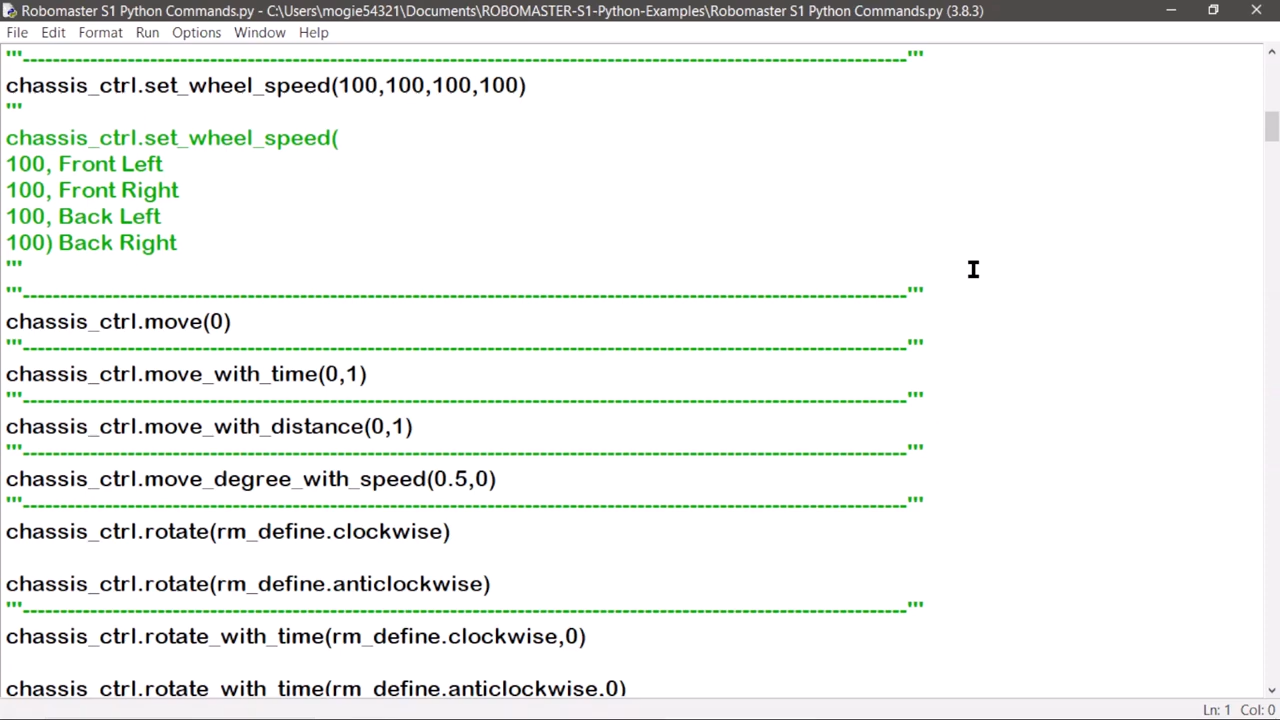 Robomaster S1 Python Commands.py - C:\Users\mogie54321\Documents\ROBOMASTER-S1-Python-Examples\Robomaster S1 Python Commands.py (3.8.3)
File Edit Format Run Options Window Help
'''----------------------------------------------------------------------------------------------------------------------'''
chassis_ctrl.set_wheel_speed(100,100,100,100)
'''
chassis_ctrl.set_wheel_speed(
100, Front Left
100, Front Right
100, Back Left
100) Back Right
'''
'''----------------------------------------------------------------------------------------------------------------------'''
chassis_ctrl.move(0)
'''----------------------------------------------------------------------------------------------------------------------'''
chassis_ctrl.move_with_time(0,1)
'''----------------------------------------------------------------------------------------------------------------------'''
chassis_ctrl.move_with_distance(0,1)
'''----------------------------------------------------------------------------------------------------------------------'''
chassis_ctrl.move_degree_with_speed(0.5,0)
'''----------------------------------------------------------------------------------------------------------------------'''
chassis_ctrl.rotate(rm_define.clockwise)
chassis_ctrl.rotate(rm_define.anticlockwise)
'''----------------------------------------------------------------------------------------------------------------------'''
chassis_ctrl.rotate_with_time(rm_define.clockwise,0)
chassis_ctrl.rotate_with_time(rm_define.anticlockwise,0)
Ln: 1 Col: 0